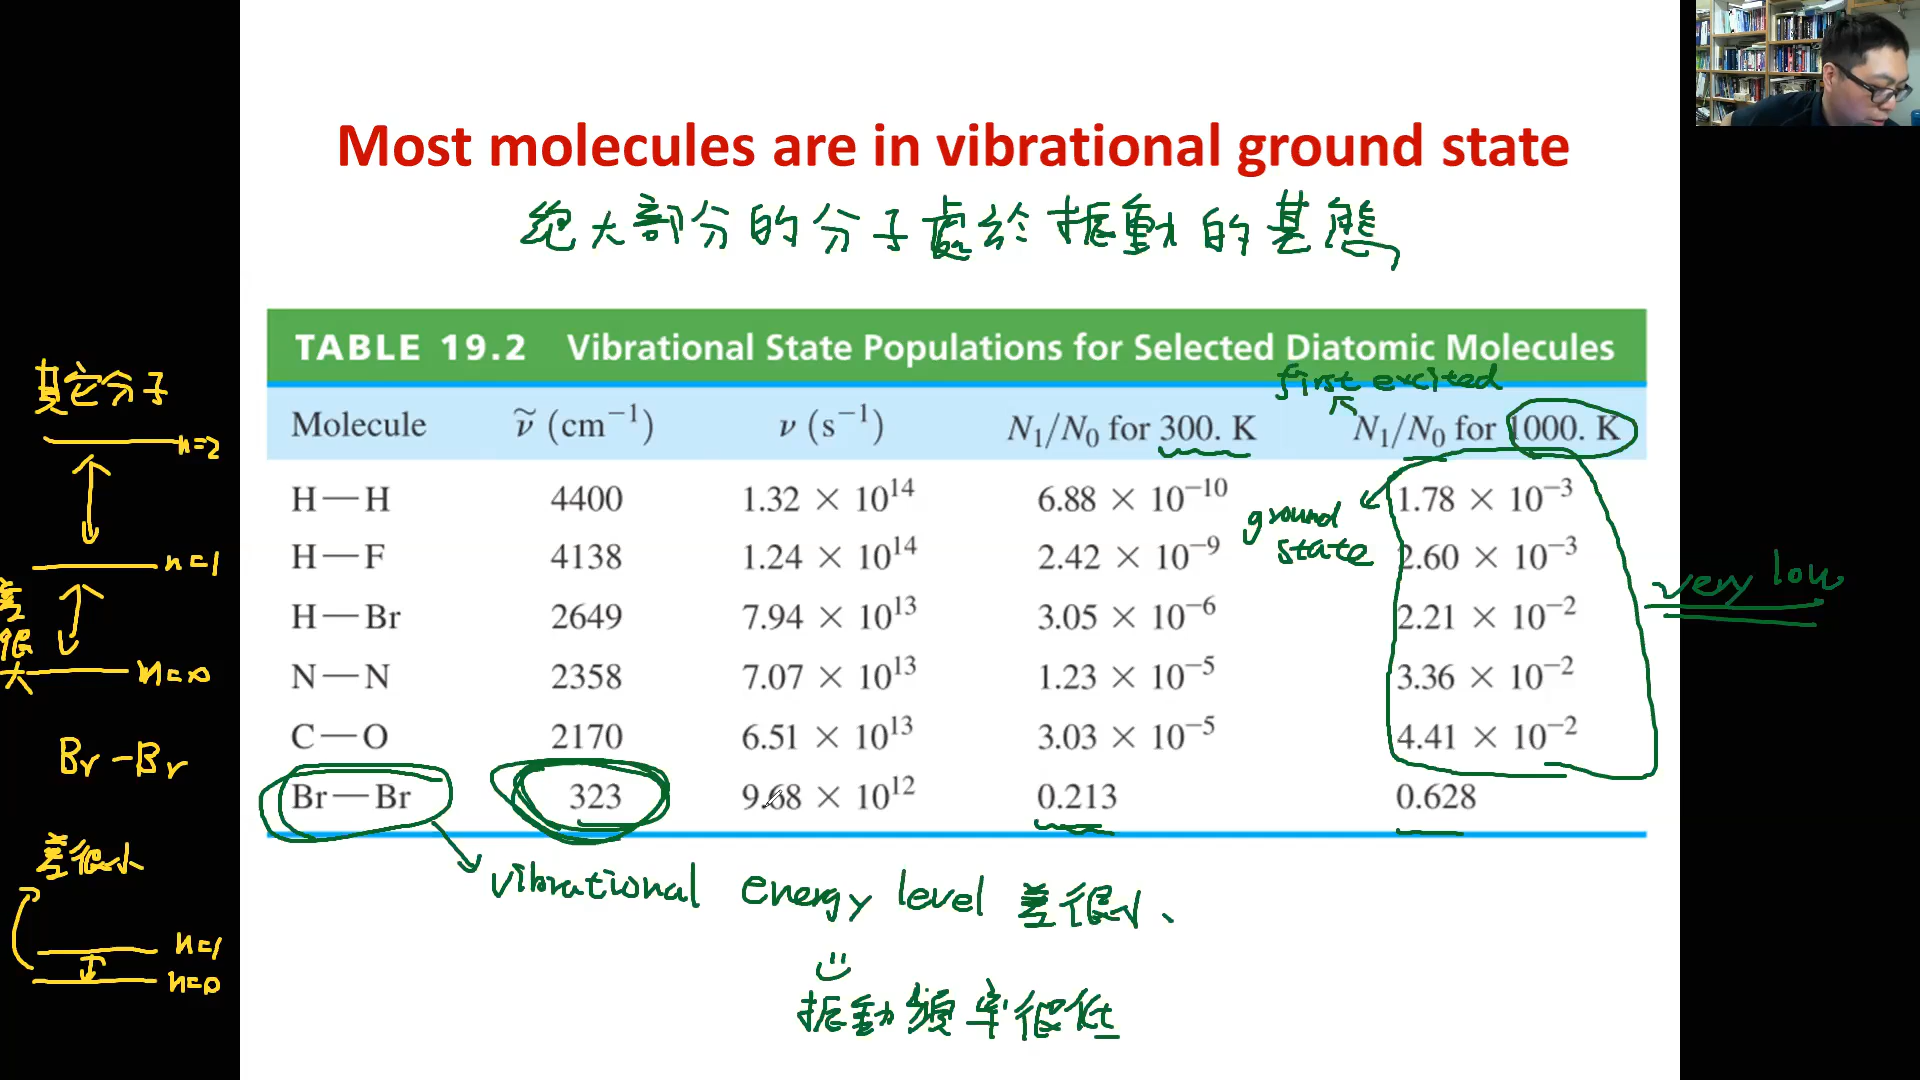 Most molecules are in vibrational ground state
絕大部分的分子處於振動的基態
TABLE 19.2 Vibrational State Populations for Selected Diatomic Molecules
first excited
Molecule ν̃ (cm⁻¹) ν (s⁻¹) N₁/N₀ for 300. K N₁/N₀ for 1000. K
H—H 4400 1.32 × 10¹⁴ 6.88 × 10⁻¹⁰ 1.78 × 10⁻³
ground
state
H—F 4138 1.24 × 10¹⁴ 2.42 × 10⁻⁹ 2.60 × 10⁻³
H—Br 2649 7.94 × 10¹³ 3.05 × 10⁻⁶ 2.21 × 10⁻²
very low
N—N 2358 7.07 × 10¹³ 1.23 × 10⁻⁵ 3.36 × 10⁻²
C—O 2170 6.51 × 10¹³ 3.03 × 10⁻⁵ 4.41 × 10⁻²
Br—Br 323 9.68 × 10¹² 0.213 0.628
vibrational energy level 差很小、
振動頻率很低
其它分子
n=2
n=1
差很大
n=0
Br-Br
差很小
n=1
n=0